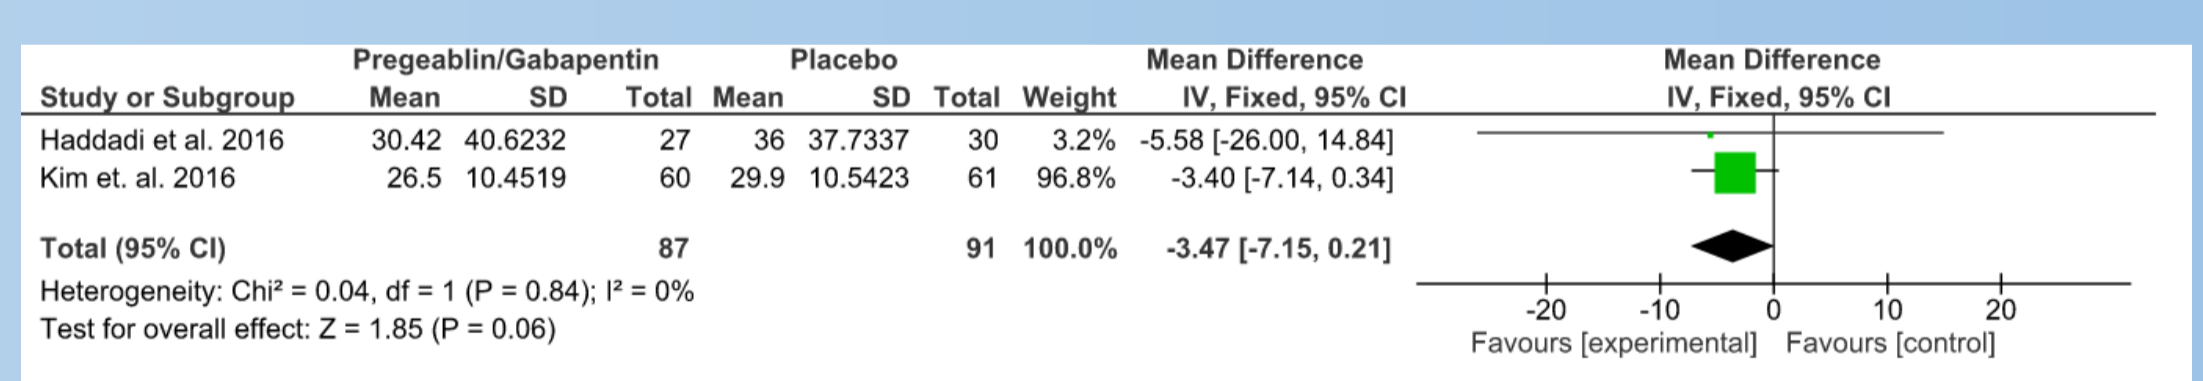 Pregeablin/Gabapentin Placebo Mean Difference Mean Difference
Study or Subgroup Mean SD Total Mean SD Total Weight IV, Fixed, 95% CI IV, Fixed, 95% CI
Haddadi et al. 2016 30.42 40.6232 27 36 37.7337 30 3.2% -5.58 [-26.00, 14.84]
Kim et. al. 2016 26.5 10.4519 60 29.9 10.5423 61 96.8% -3.40 [-7.14, 0.34]
Total (95% CI) 87 91 100.0% -3.47 [-7.15, 0.21]
Heterogeneity: Chi² = 0.04, df = 1 (P = 0.84); I² = 0%
Test for overall effect: Z = 1.85 (P = 0.06)
-20 -10 0 10 20
Favours [experimental] Favours [control]